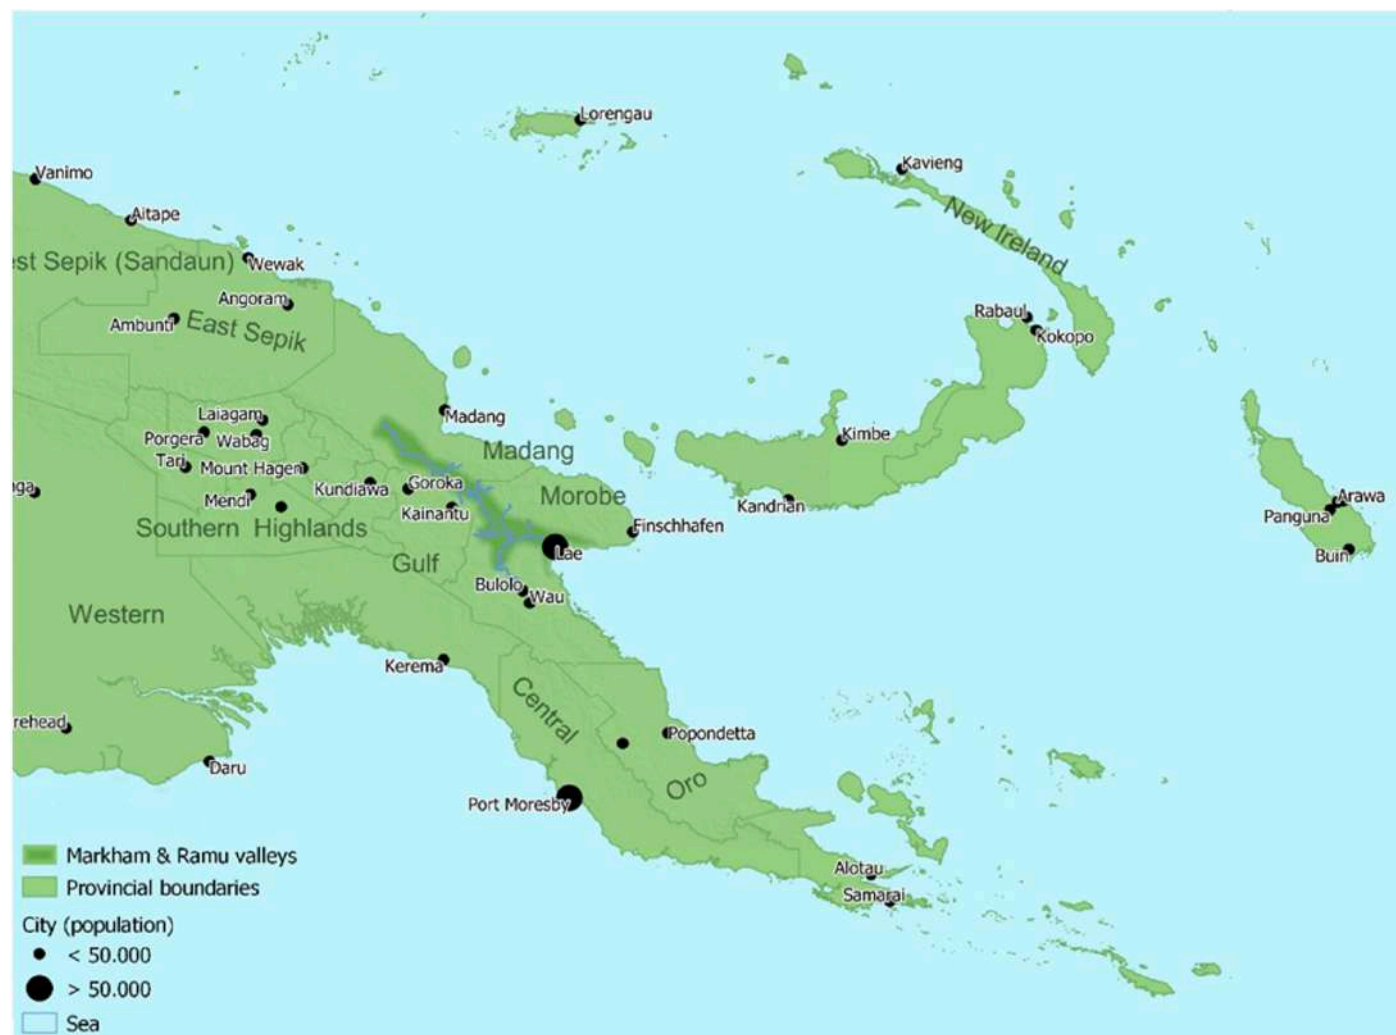 Lorengau
Kavieng
Vanimo
New Ireland
Aitape
est Sepik (Sandaun)
Wewak
Angoram
Rabaul
Ambunti
East Sepik
Kokopo
Laiagam
Madang
Porgera
Wabag
Kimbe
Tari
Mount Hagen
Madang
Kundiawa
Goroka
nga
Mendi
Morobe
Arawa
Kainantu
Kandrian
Panguna
Southern Highlands
Finschhafen
Lae
Buin
Gulf
Bulolo
Wau
Western
Kerema
Central
rehead
Popondetta
Daru
Oro
Port Moresby
Alotau
Samarai
Markham & Ramu valleys
Provincial boundaries
City (population)
< 50.000
> 50.000
Sea